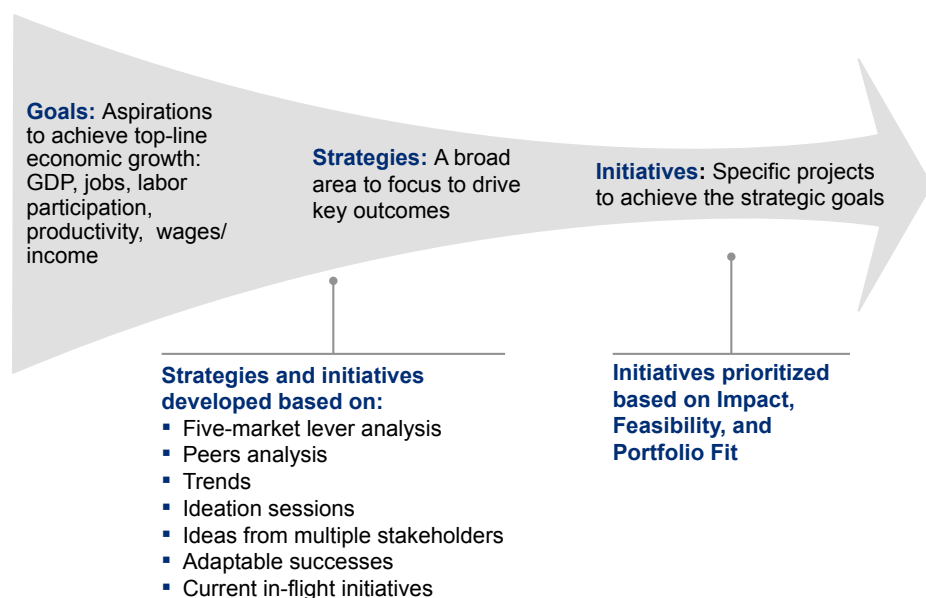 Goals: Aspirations
to achieve top-line
economic growth:
GDP, jobs, labor
participation,
productivity, wages/
income
Strategies: A broad
area to focus to drive
key outcomes
Initiatives: Specific projects
to achieve the strategic goals
Strategies and initiatives
developed based on:
▪ Five-market lever analysis
▪ Peers analysis
▪ Trends
▪ Ideation sessions
▪ Ideas from multiple stakeholders
▪ Adaptable successes
▪ Current in-flight initiatives
Initiatives prioritized
based on Impact,
Feasibility, and
Portfolio Fit